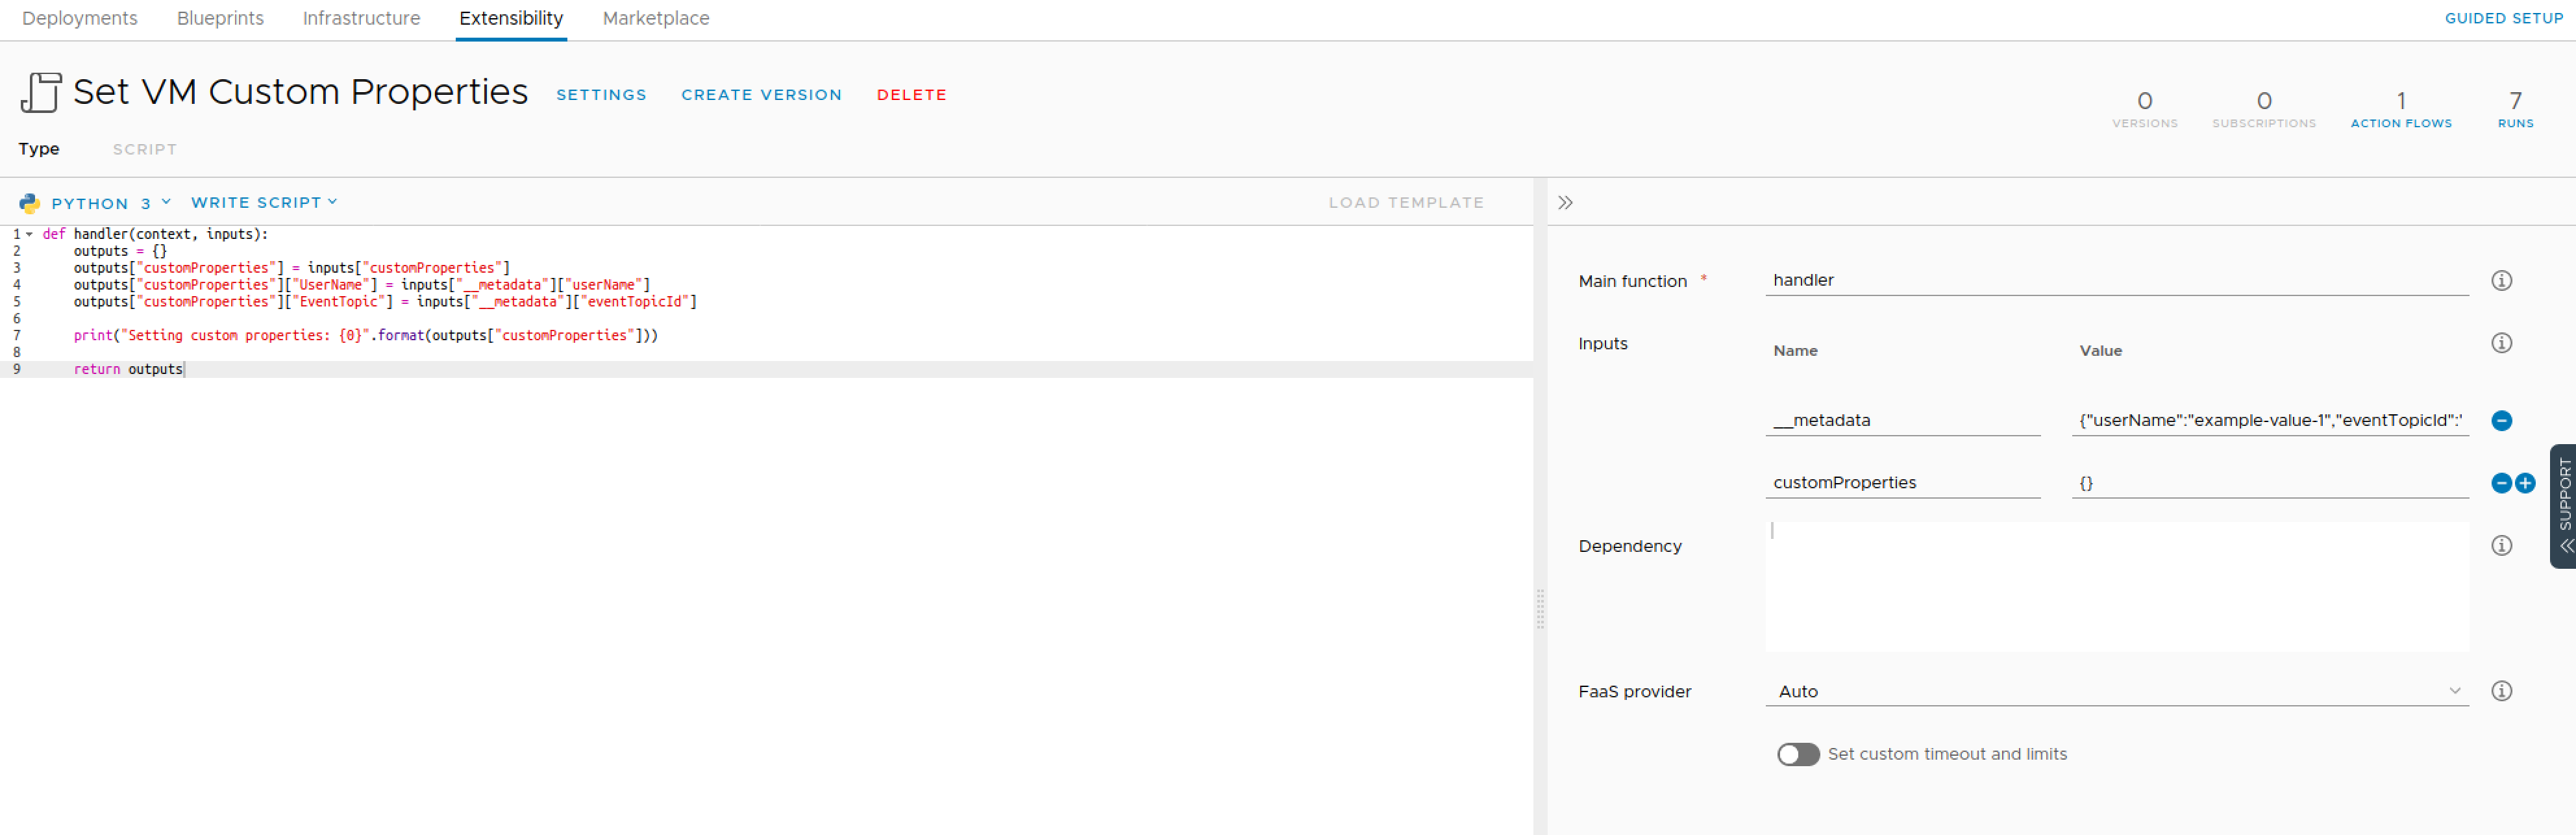 Deployments Blueprints Infrastructure Extensibility Marketplace GUIDED SETUP
Set VM Custom Properties SETTINGS CREATE VERSION DELETE
0 0 1 7
VERSIONS SUBSCRIPTIONS ACTION FLOWS RUNS
Type SCRIPT
PYTHON 3 WRITE SCRIPT LOAD TEMPLATE
1 def handler(context, inputs):
2     outputs = {}
3     outputs["customProperties"] = inputs["customProperties"]
4     outputs["customProperties"]["UserName"] = inputs["__metadata"]["userName"]
5     outputs["customProperties"]["EventTopic"] = inputs["__metadata"]["eventTopicId"]
6
7     print("Setting custom properties: {0}".format(outputs["customProperties"]))
8
9     return outputs
Main function * handler
Inputs
Name Value
__metadata {"userName":"example-value-1","eventTopicId":'
customProperties {}
Dependency
FaaS provider Auto
Set custom timeout and limits
SUPPORT